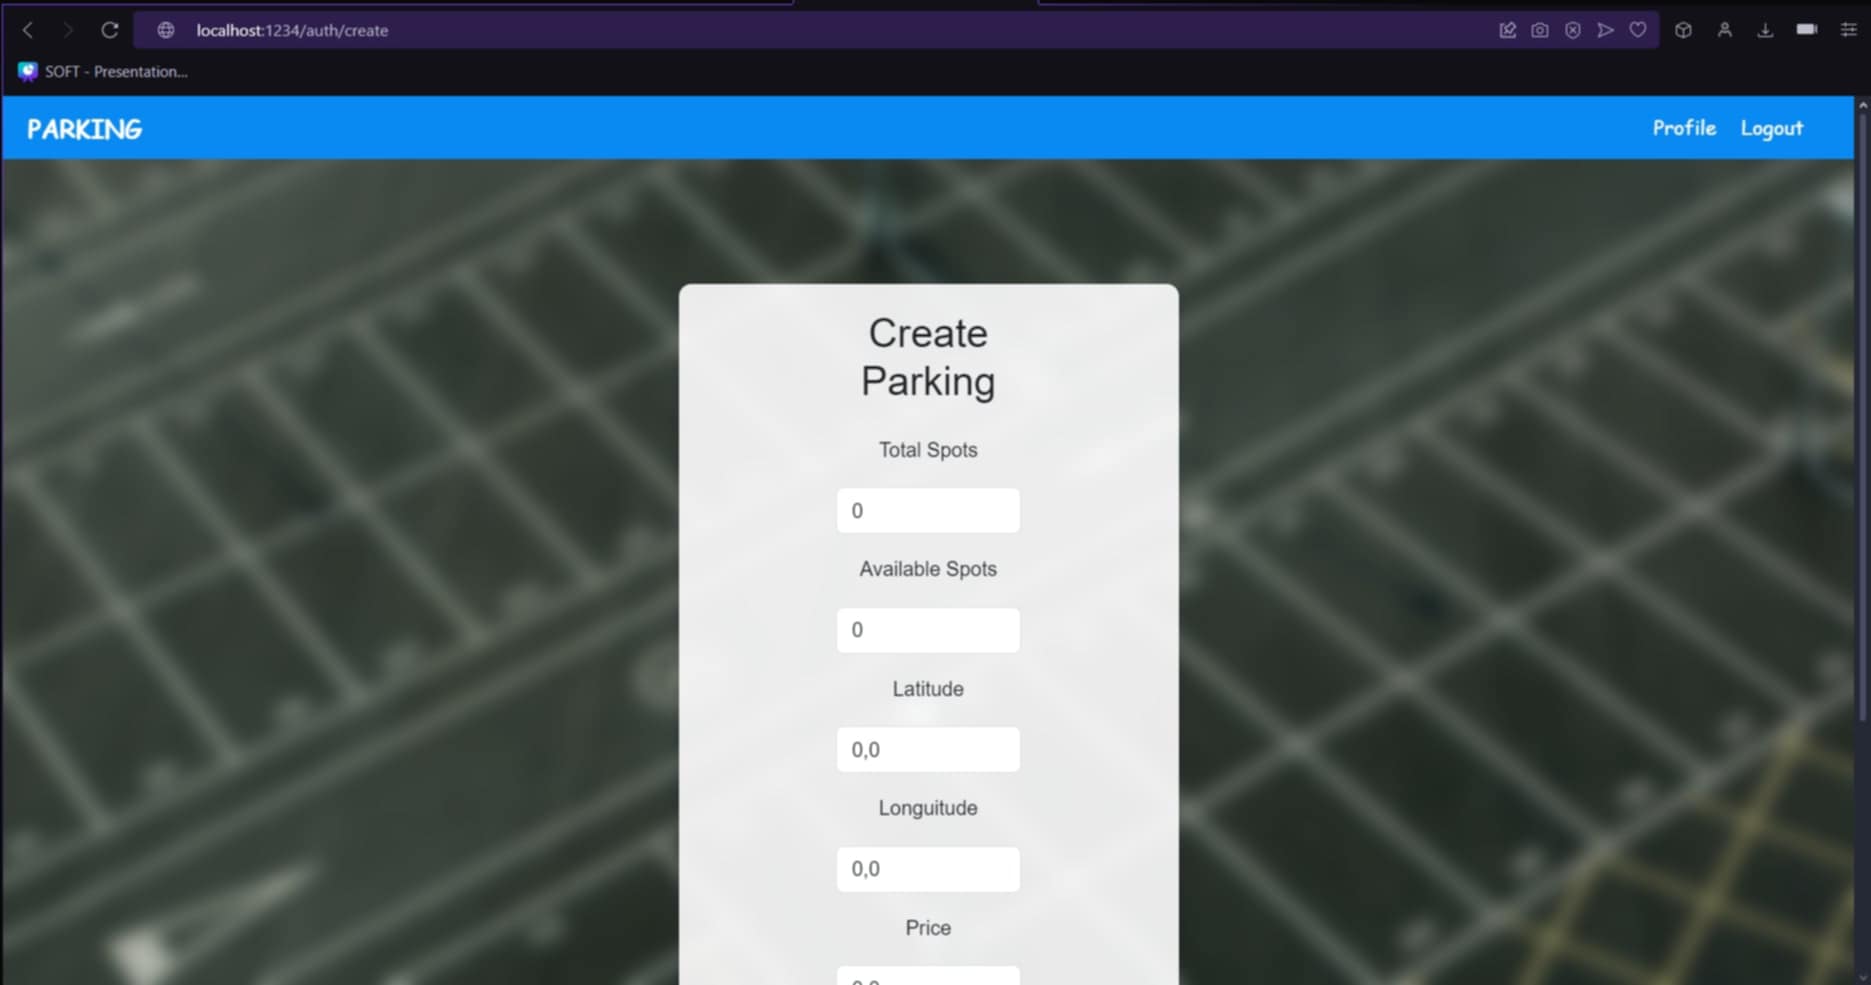 localhost:1234/auth/create
SOFT - Presentation...
PARKING
Profile Logout
Create
Parking
Total Spots
0
Available Spots
0
Latitude
0,0
Longuitude
0,0
Price